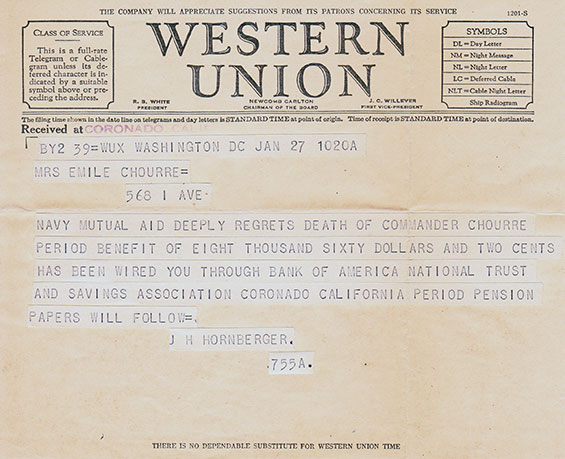 THE COMPANY WILL APPRECIATE SUGGESTIONS FROM ITS PATRONS CONCERNING ITS SERVICE
1201-S
CLASS OF SERVICE
This is a full-rate
Telegram or Cable-
gram unless its de-
ferred character is in-
dicated by a suitable
symbol above or pre-
ceding the address.
WESTERN
UNION
R. B. WHITE
PRESIDENT
NEWCOMB CARLTON
CHAIRMAN OF THE BOARD
J. C. WILLEVER
FIRST VICE-PRESIDENT
SYMBOLS
DL = Day Letter
NM = Night Message
NL = Night Letter
LC = Deferred Cable
NLT = Cable Night Letter
Ship Radiogram
The filing time shown in the date line on telegrams and day letters is STANDARD TIME at point of origin. Time of receipt is STANDARD TIME at point of destination.
Received at CORONADO CALIF
BY2 39=WUX WASHINGTON DC JAN 27 1020A
MRS EMILE CHOURRE=
568 I AVE
NAVY MUTUAL AID DEEPLY REGRETS DEATH OF COMMANDER CHOURRE
PERIOD BENEFIT OF EIGHT THOUSAND SIXTY DOLLARS AND TWO CENTS
HAS BEEN WIRED YOU THROUGH BANK OF AMERICA NATIONAL TRUST
AND SAVINGS ASSOCIATION CORONADO CALIFORNIA PERIOD PENSION
PAPERS WILL FOLLOW=.
J H HORNBERGER.
.755A.
THERE IS NO DEPENDABLE SUBSTITUTE FOR WESTERN UNION TIME